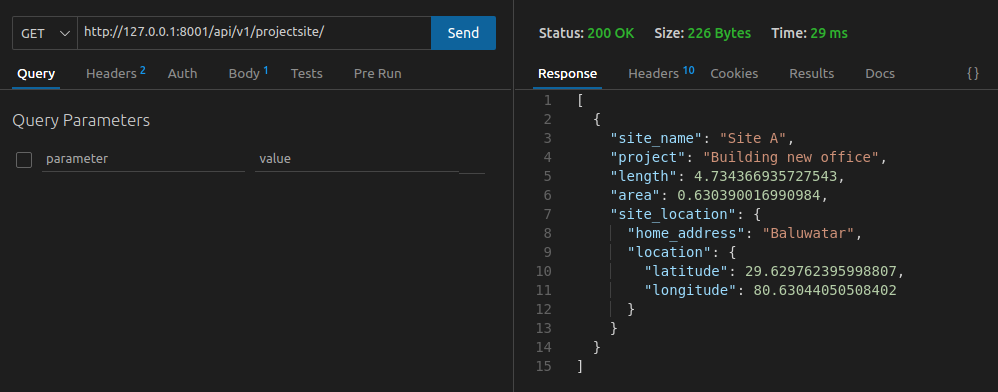 GET http://127.0.0.1:8001/api/v1/projectsite/ Send
Query Headers 2 Auth Body 1 Tests Pre Run
Query Parameters
parameter value
Status: 200 OK Size: 226 Bytes Time: 29 ms
Response Headers 10 Cookies Results Docs {}
1 [
2 {
3 "site_name": "Site A",
4 "project": "Building new office",
5 "length": 4.734366935727543,
6 "area": 0.630390016990984,
7 "site_location": {
8 "home_address": "Baluwatar",
9 "location": {
10 "latitude": 29.629762395998807,
11 "longitude": 80.63044050508402
12 }
13 }
14 }
15 ]